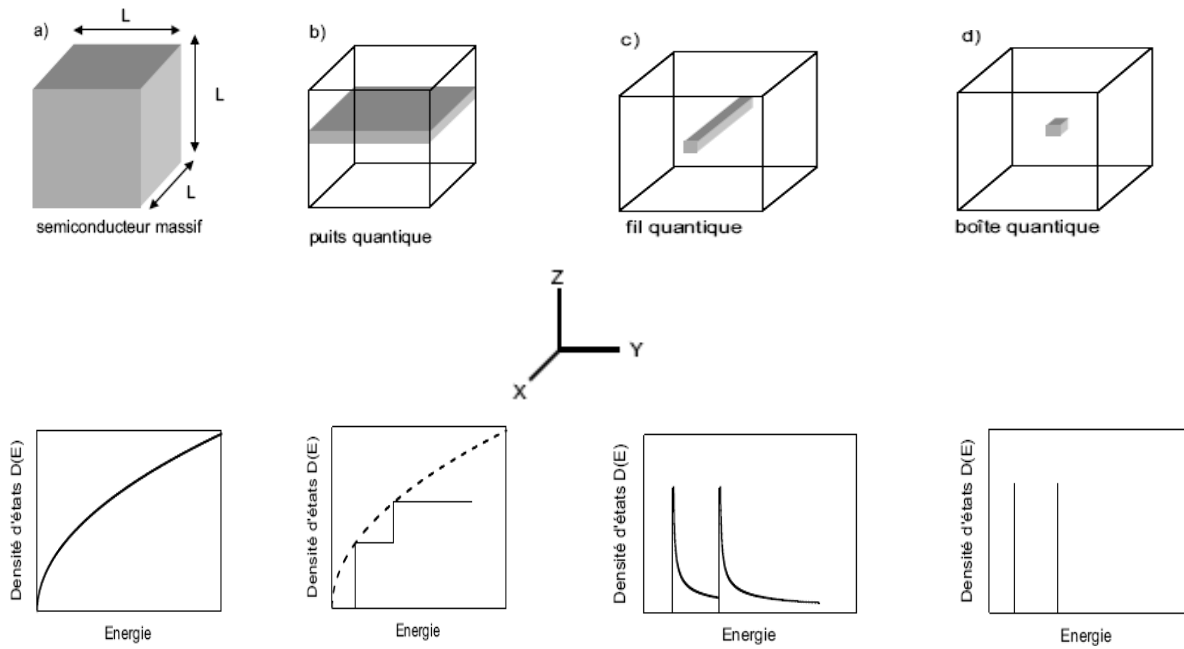 a)
L
L
L
semiconducteur massif
b)
puits quantique
c)
fil quantique
d)
boîte quantique
Z
Y
X
Densité d'états D(E)
Energie
Densité d'états D(E)
Energie
Densité d'états D(E)
Energie
Densité d'états D(E)
Energie